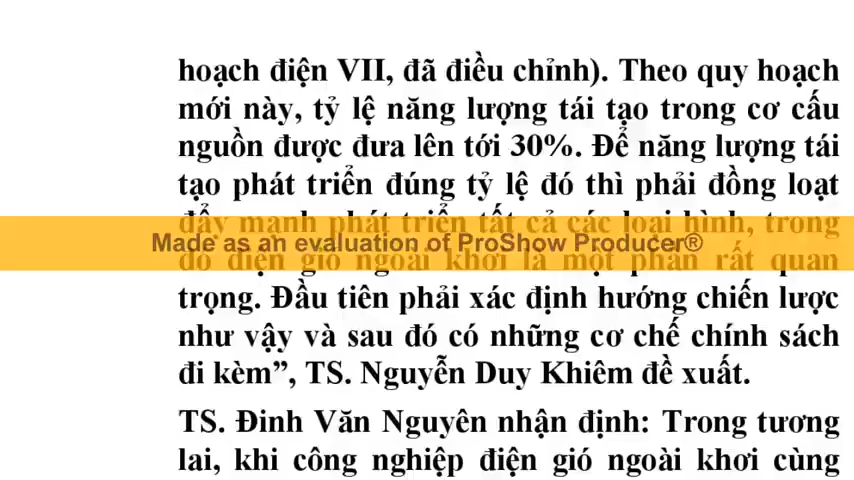 hoạch điện VII, đã điều chỉnh). Theo quy hoạch
mới này, tỷ lệ năng lượng tái tạo trong cơ cấu
nguồn được đưa lên tới 30%. Để năng lượng tái
tạo phát triển đúng tỷ lệ đó thì phải đồng loạt
đẩy mạnh phát triển tất cả các loại hình, trong
Made as an evaluation of ProShow Producer®
đó điện gió ngoài khơi là một phần rất quan
trọng. Đầu tiên phải xác định hướng chiến lược
như vậy và sau đó có những cơ chế chính sách
đi kèm”, TS. Nguyễn Duy Khiêm đề xuất.
TS. Đinh Văn Nguyên nhận định: Trong tương
lai, khi công nghiệp điện gió ngoài khơi cùng